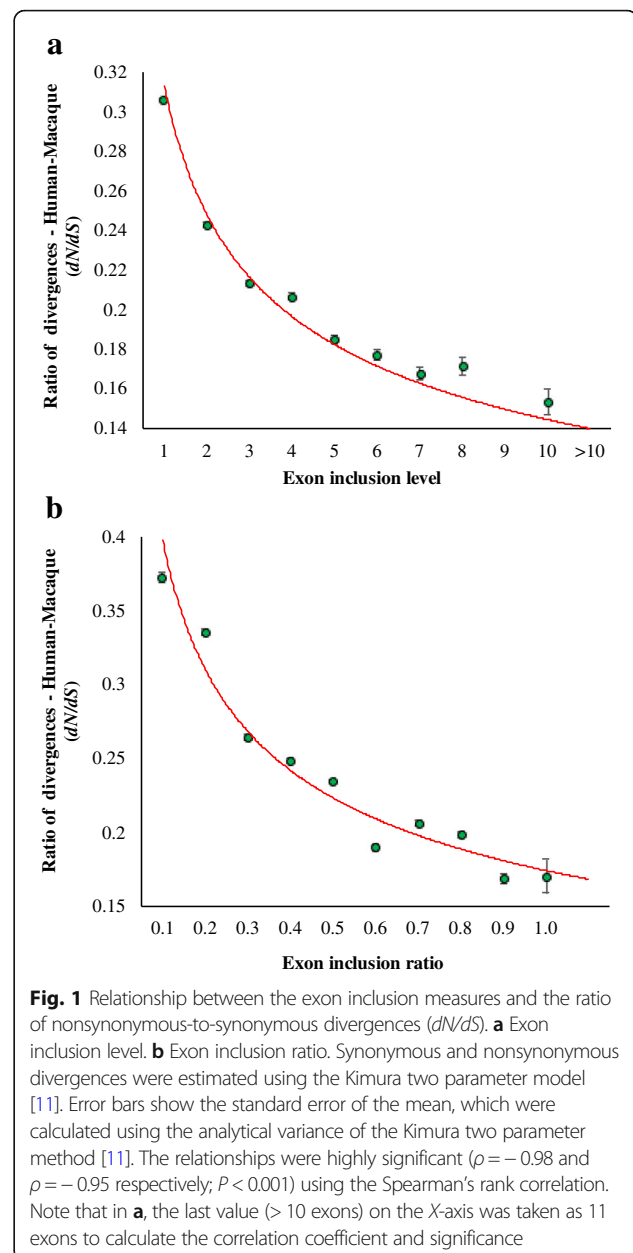 a
0.32
0.3
0.28
0.26
0.24
0.22
0.2
0.18
0.16
0.14
Ratio of divergences - Human-Macaque
(dN/dS)
1 2 3 4 5 6 7 8 9 10 >10
Exon inclusion level
b
0.4
0.35
0.3
0.25
0.2
0.15
Ratio of divergences - Human-Macaque
(dN/dS)
0.1 0.2 0.3 0.4 0.5 0.6 0.7 0.8 0.9 1.0
Exon inclusion ratio
Fig. 1 Relationship between the exon inclusion measures and the ratio
of nonsynonymous-to-synonymous divergences (dN/dS). a Exon
inclusion level. b Exon inclusion ratio. Synonymous and nonsynonymous
divergences were estimated using the Kimura two parameter model
[11]. Error bars show the standard error of the mean, which were
calculated using the analytical variance of the Kimura two parameter
method [11]. The relationships were highly significant (ρ = − 0.98 and
ρ = − 0.95 respectively; P < 0.001) using the Spearman's rank correlation.
Note that in a, the last value (> 10 exons) on the X-axis was taken as 11
exons to calculate the correlation coefficient and significance